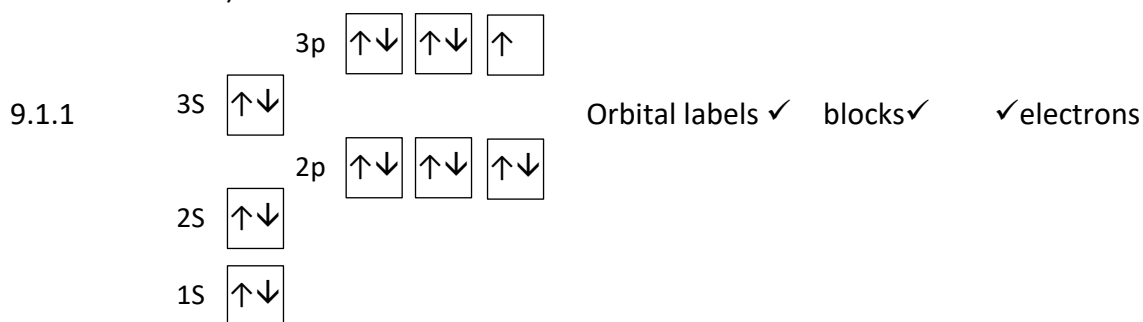 3p ↑↓ ↑↓ ↑
9.1.1 3S ↑↓ Orbital labels ✓ blocks✓ ✓electrons
2p ↑↓ ↑↓ ↑↓
2S ↑↓
1S ↑↓